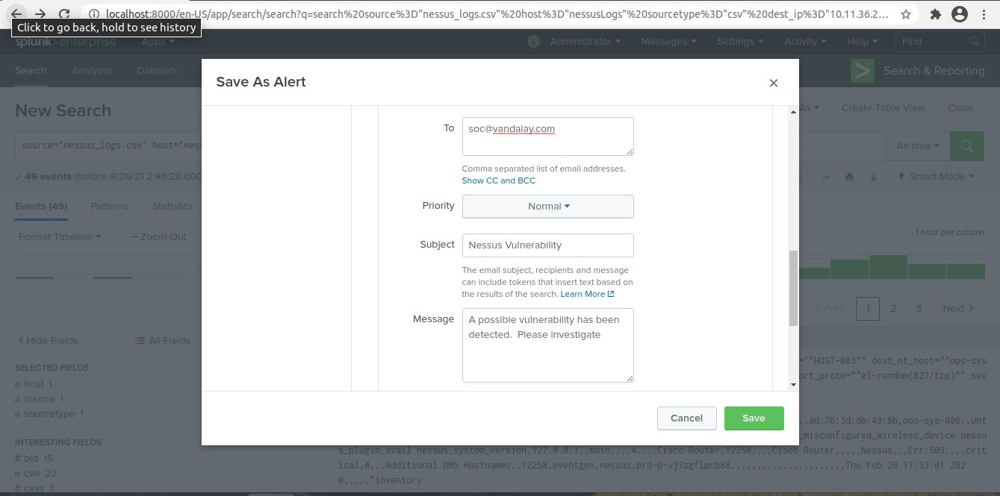 localhost:8000/en-US/app/search/search?q=search%20source%3D"nessus_logs.csv"%20host%3D"nessusLogs"%20sourcetype%3D"csv"%20dest_ip%3D"10.11.36.2...
Click to go back, hold to see history
splunk>enterprise Apps
Administrator Messages Settings Activity Help Find
Search Analytics Datasets
Search & Reporting
Save As Alert
New Search
As Create Table View Close
source="nessus_logs.csv" host="ness
All time
49 events (before 4/26/21 2:45:28.000
Smart Mode
Events (49) Patterns Statistics
Format Timeline Zoom Out
1 hour per column
To soc@vandalay.com
Comma separated list of email addresses.
Show CC and BCC
Priority Normal
Subject Nessus Vulnerability
The email subject, recipients and message
can include tokens that insert text based on
the results of the search. Learn More
Message A possible vulnerability has been
detected.  Please investigate
Prev 1 2 3 Next
Hide Fields All Fields
SELECTED FIELDS
a host 1
a source 1
a sourcetype 1
INTERESTING FIELDS
# bid 15
a cve 22
# cvss 3
Cancel Save
=""HOST-003"" dest_nt_host=""ops-sys
ort_proto=""el-random(827/tcp)"" sev
,,ad:7b:3d:db:49:8b,ops-sys-006,,unt
_misconfigured_wireless_device nessu
s_plugin_avail nessus_system_version,127.0.0.1,,main,,,,4,,,,Cisco Router,12258,,,,Cisco Router,,,,,Nessus,,,Err:509,,,,crit
ical,4,,,Additional DNS Hostnames,,12258,eventgen,nessus,prd-p-vj7zgflpcb88,,,,,,,,,,,,,,,,,,,,Thu Feb 20 17:33:01 202
0,,,,,"inventory